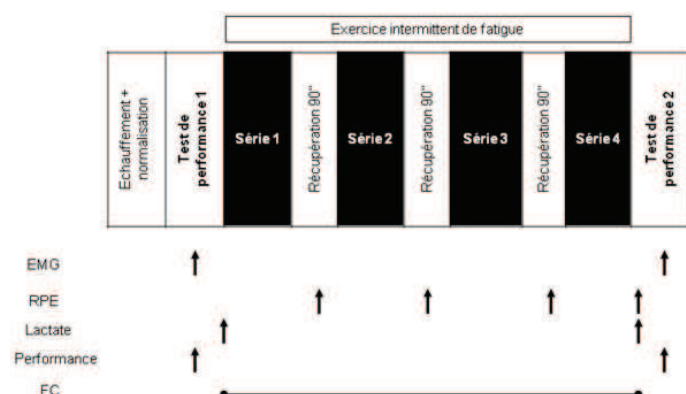 Exercice intermittent de fatigue
Echauffement +
normalisation
Test de
performance 1
Série 1
Récupération 90''
Série 2
Récupération 90''
Série 3
Récupération 90''
Série 4
Test de
performance 2
EMG
RPE
Lactate
Performance
FC